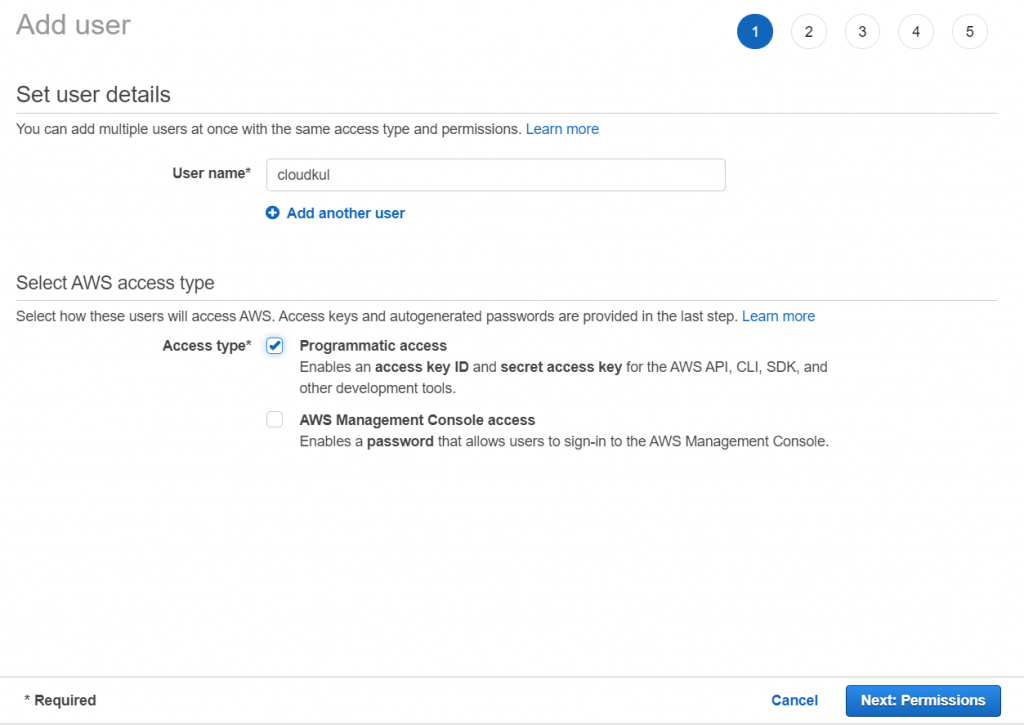 Add user
1 2 3 4 5
Set user details
You can add multiple users at once with the same access type and permissions. Learn more
User name* cloudkul
Add another user
Select AWS access type
Select how these users will access AWS. Access keys and autogenerated passwords are provided in the last step. Learn more
Access type* Programmatic access
Enables an access key ID and secret access key for the AWS API, CLI, SDK, and
other development tools.
AWS Management Console access
Enables a password that allows users to sign-in to the AWS Management Console.
* Required Cancel Next: Permissions